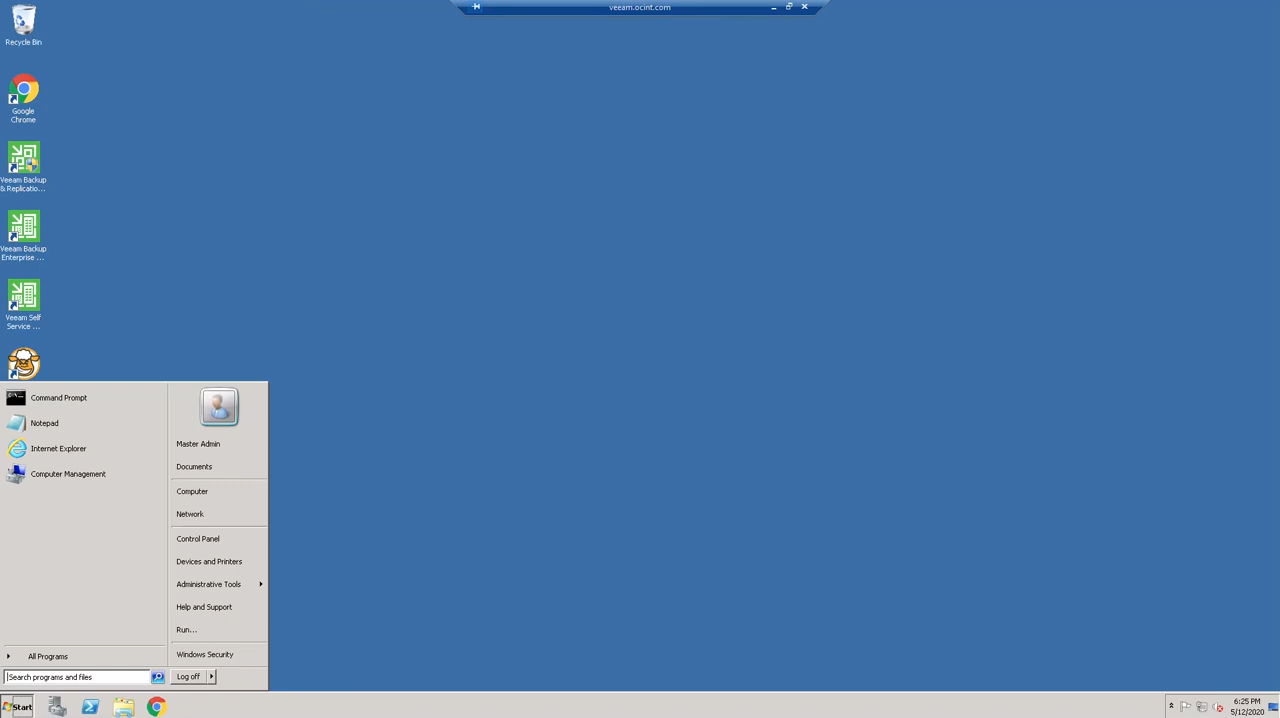 veeam.ocint.com
Recycle Bin
Google
Chrome
Veeam Backup
& Replicatio...
Veeam Backup
Enterprise ...
Veeam Self
Service ...
Command Prompt
Notepad
Internet Explorer
Computer Management
All Programs
Search programs and files
Master Admin
Documents
Computer
Network
Control Panel
Devices and Printers
Administrative Tools
Help and Support
Run...
Windows Security
Log off
Start
6:25 PM
5/12/2020